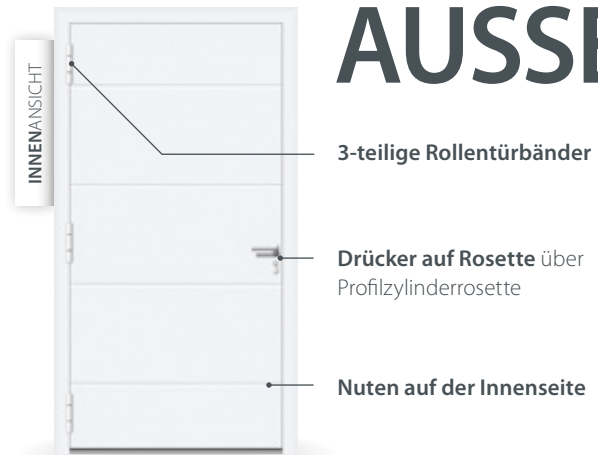 INNENANSICHT
AUSSE
3-teilige Rollentürbänder
Drücker auf Rosette über
Profilzylinderrosette
Nuten auf der Innenseite